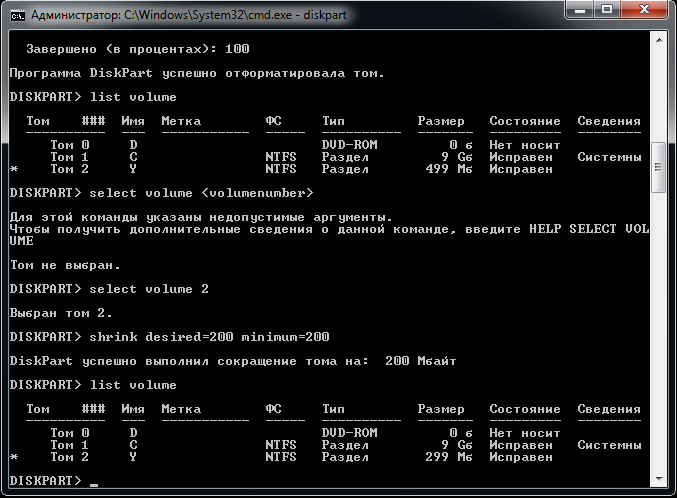 Администратор: C:\Windows\System32\cmd.exe - diskpart
Завершено (в процентах): 100
Программа DiskPart успешно отформатировала том.
DISKPART> list volume
Том ### Имя Метка ФС Тип Размер Состояние Сведения
---------- --- ----------- ----- ---------- ------- --------- --------
Том 0 D DVD-ROM 0 б Нет носит
Том 1 C NTFS Раздел 9 Gб Исправен Системны
* Том 2 Y NTFS Раздел 499 Mб Исправен
DISKPART> select volume <volumenumber>
Для этой команды указаны недопустимые аргументы.
Чтобы получить дополнительные сведения о данной команде, введите HELP SELECT VOL
UME
Том не выбран.
DISKPART> select volume 2
Выбран том 2.
DISKPART> shrink desired=200 minimum=200
DiskPart успешно выполнил сокращение тома на: 200 Mбайт
DISKPART> list volume
Том ### Имя Метка ФС Тип Размер Состояние Сведения
---------- --- ----------- ----- ---------- ------- --------- --------
Том 0 D DVD-ROM 0 б Нет носит
Том 1 C NTFS Раздел 9 Gб Исправен Системны
* Том 2 Y NTFS Раздел 299 Mб Исправен
DISKPART> _